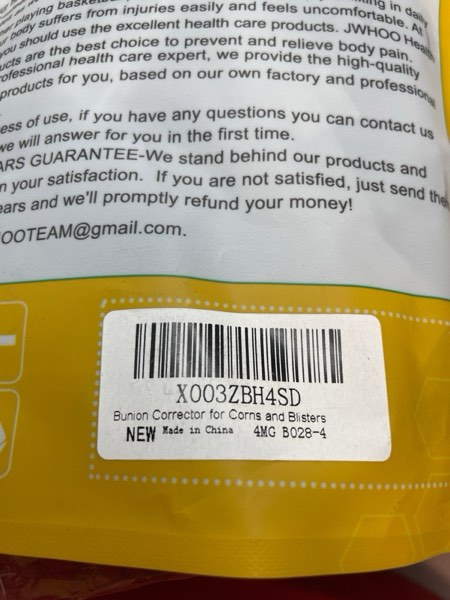 playing basket
body suffers from injuries easily and feels uncomfortable. At
you should use the excellent health care products. JWHOO Health
ucts are the best choice to prevent and relieve body pain.
ofessional health care expert, we provide the high-quality
products for you, based on our own factory and professional
ess of use, if you have any questions you can contact us
we will answer for you in the first time.
ARS GUARANTEE-We stand behind our products and
n your satisfaction. If you are not satisfied, just send the
ears and we'll promptly refund your money!
OOTEAM@gmail.com.
X003ZBH4SD
Bunion Corrector for Corns and Blisters
NEW Made in China 4MG B028-4